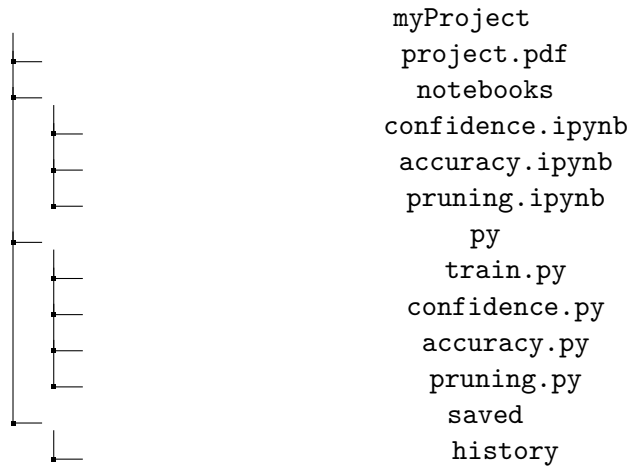 myProject
project.pdf
notebooks
confidence.ipynb
accuracy.ipynb
pruning.ipynb
py
train.py
confidence.py
accuracy.py
pruning.py
saved
history